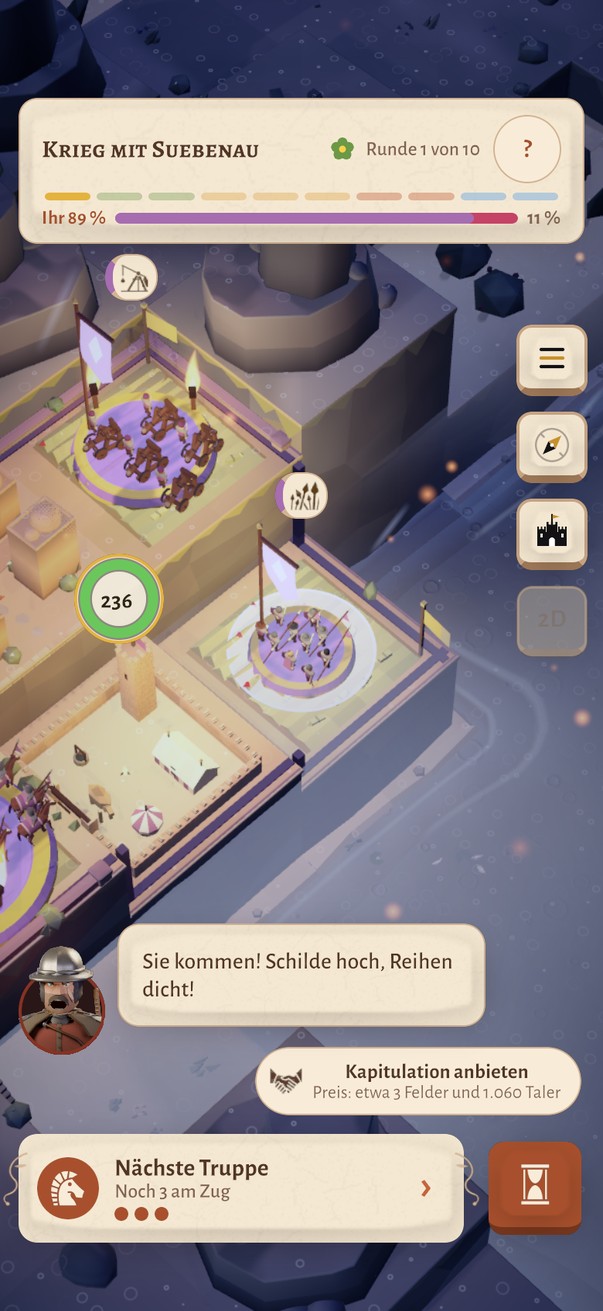 Krieg mit Suebenau
Runde 1 von 10
?
Ihr 89 %
11 %
236
2D
Sie kommen! Schilde hoch, Reihen
dicht!
Kapitulation anbieten
Preis: etwa 3 Felder und 1.060 Taler
Nächste Truppe
Noch 3 am Zug